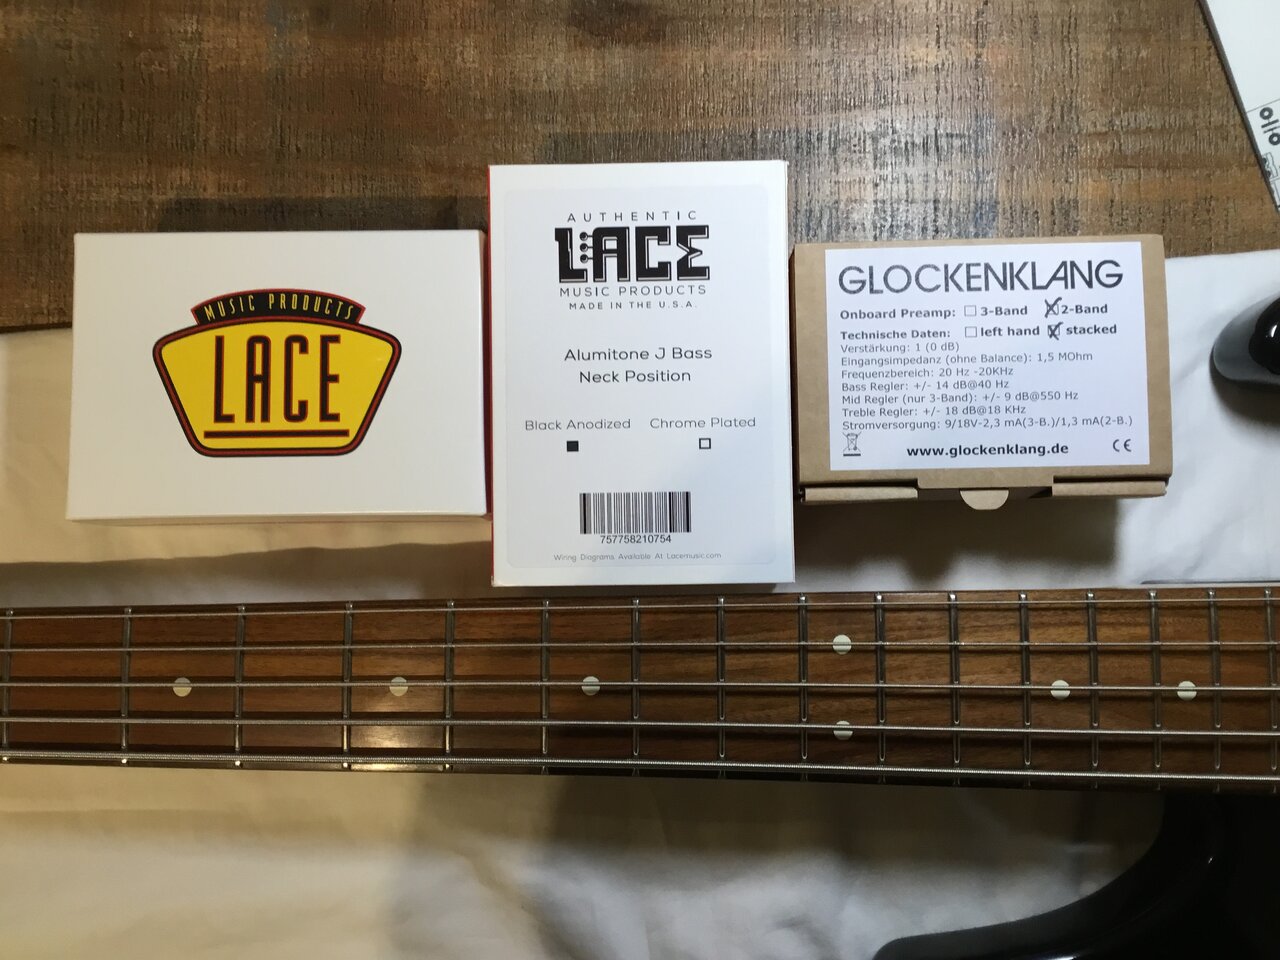 MUSIC PRODUCTS
LACE
AUTHENTIC
LACE
MUSIC PRODUCTS
MADE IN THE U.S.A.
Alumitone J Bass
Neck Position
Black Anodized Chrome Plated
757758210754
Wiring Diagrams Available At Lacemusic.com
GLOCKENKLANG
Onboard Preamp: 3-Band 2-Band
Technische Daten: left hand stacked
Verstärkung: 1 (0 dB)
Eingangsimpedanz (ohne Balance): 1,5 MOhm
Frequenzbereich: 20 Hz -20KHz
Bass Regler: +/- 14 dB@40 Hz
Mid Regler (nur 3-Band): +/- 9 dB@550 Hz
Treble Regler: +/- 18 dB@18 KHz
Stromversorgung: 9/18V-2,3 mA(3-B.)/1,3 mA(2-B.)
www.glockenklang.de
CE